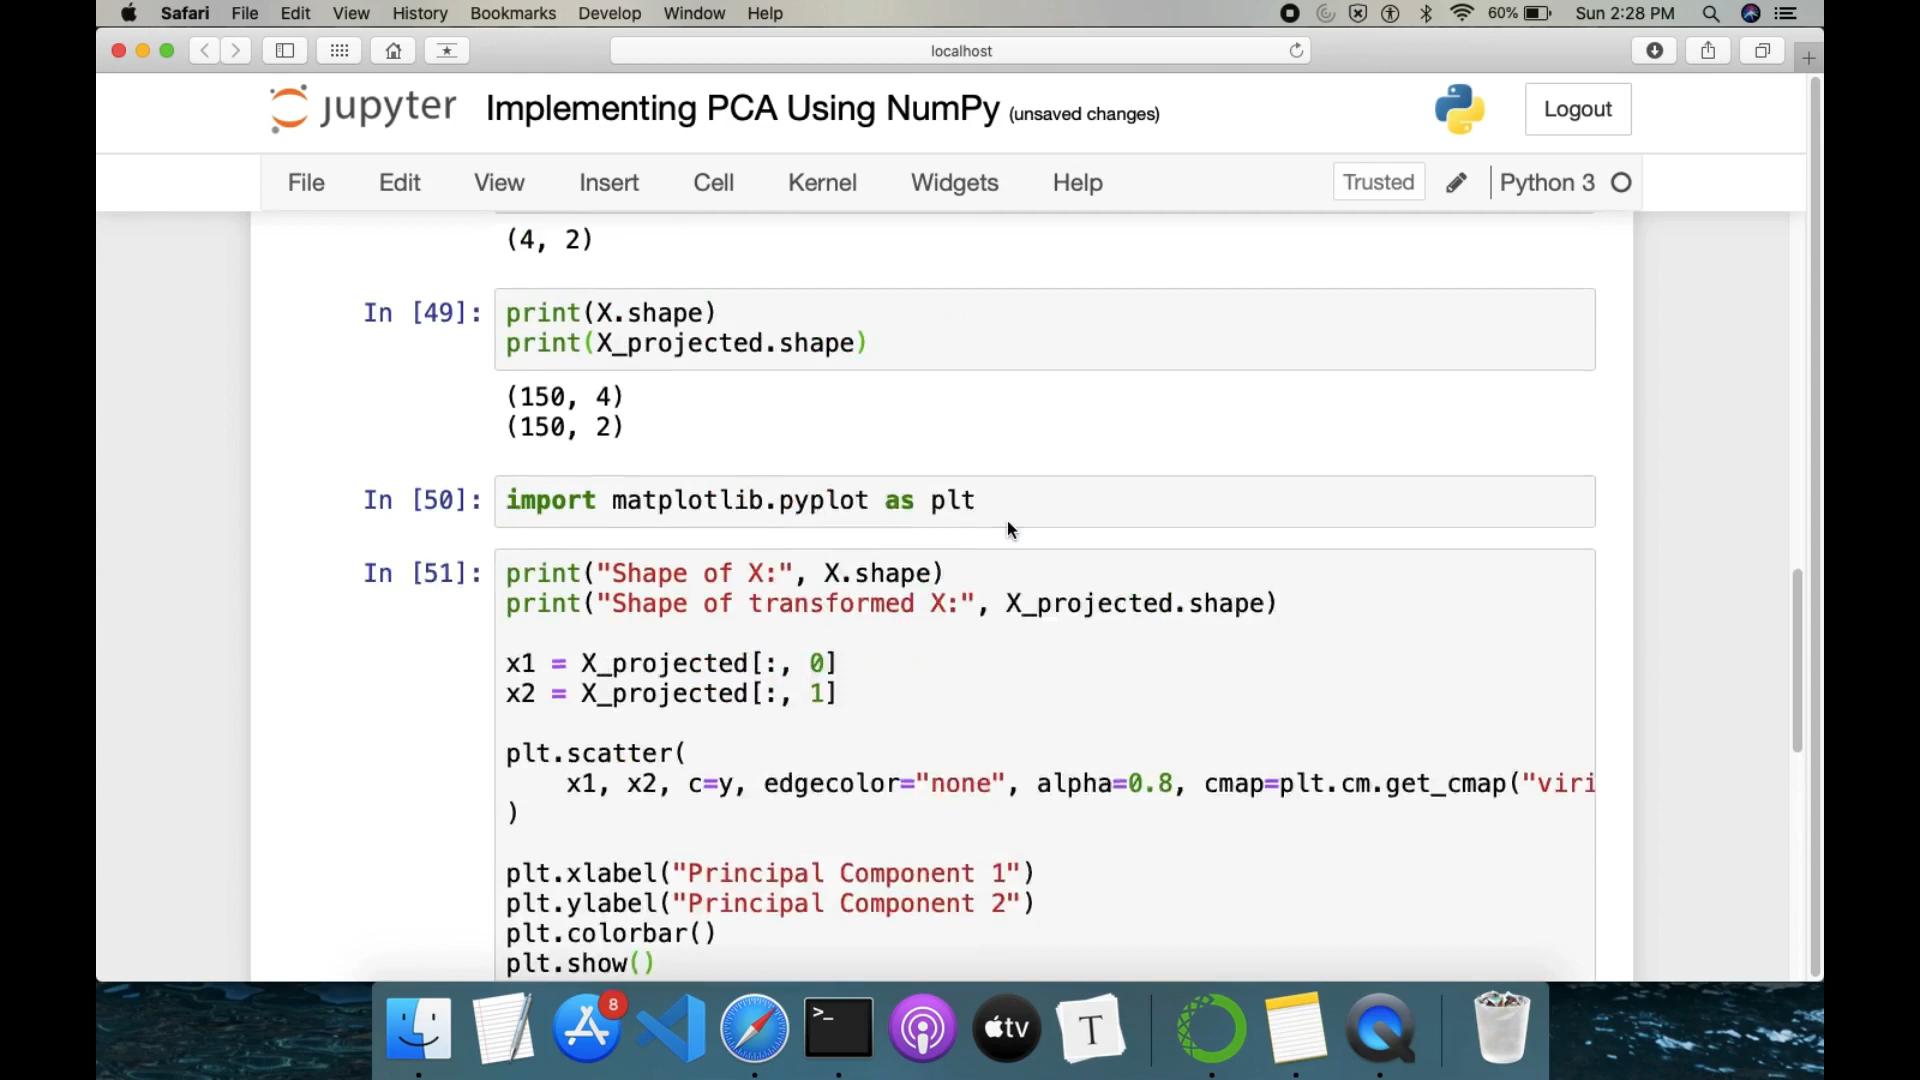 Safari File Edit View History Bookmarks Develop Window Help 60% Sun 2:28 PM
localhost
jupyter Implementing PCA Using NumPy (unsaved changes) Logout
File Edit View Insert Cell Kernel Widgets Help Trusted Python 3
(4, 2)
In [49]: print(X.shape)
print(X_projected.shape)
(150, 4)
(150, 2)
In [50]: import matplotlib.pyplot as plt
In [51]: print("Shape of X:", X.shape)
print("Shape of transformed X:", X_projected.shape)
x1 = X_projected[:, 0]
x2 = X_projected[:, 1]
plt.scatter(
x1, x2, c=y, edgecolor="none", alpha=0.8, cmap=plt.cm.get_cmap("viri
)
plt.xlabel("Principal Component 1")
plt.ylabel("Principal Component 2")
plt.colorbar()
plt.show()
8
>_
tv
T